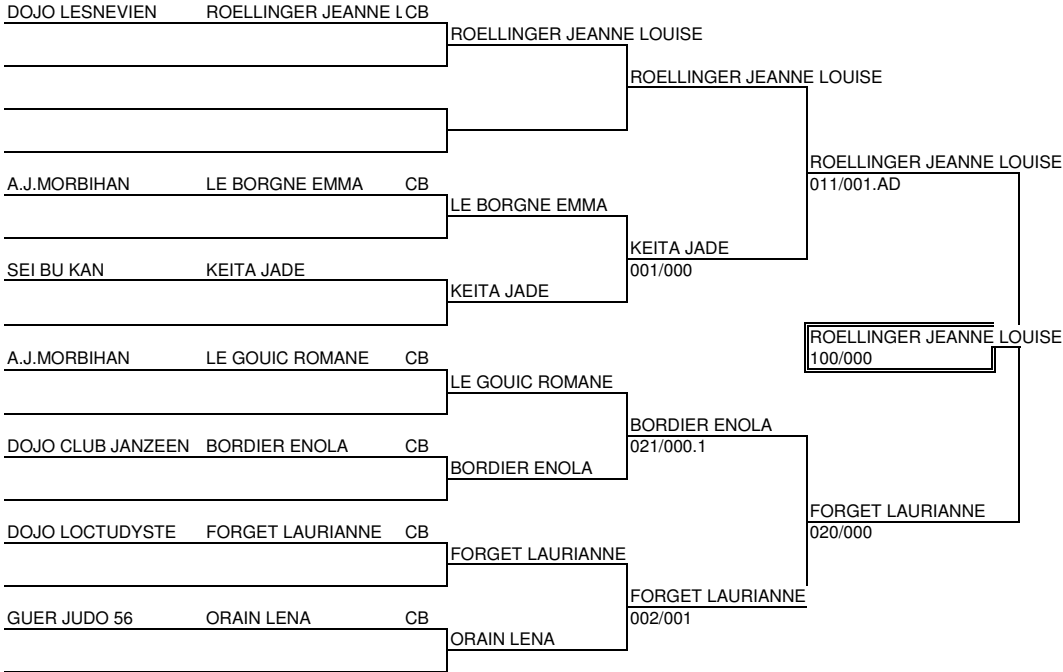 DOJO LESNEVIEN ROELLINGER JEANNE L CB
ROELLINGER JEANNE LOUISE
ROELLINGER JEANNE LOUISE
ROELLINGER JEANNE LOUISE
011/001.AD
A.J.MORBIHAN LE BORGNE EMMA CB
LE BORGNE EMMA
KEITA JADE
001/000
SEI BU KAN KEITA JADE
KEITA JADE
ROELLINGER JEANNE LOUISE
100/000
A.J.MORBIHAN LE GOUIC ROMANE CB
LE GOUIC ROMANE
BORDIER ENOLA
021/000.1
DOJO CLUB JANZEEN BORDIER ENOLA CB
BORDIER ENOLA
FORGET LAURIANNE
020/000
DOJO LOCTUDYSTE FORGET LAURIANNE CB
FORGET LAURIANNE
FORGET LAURIANNE
002/001
GUER JUDO 56 ORAIN LENA CB
ORAIN LENA